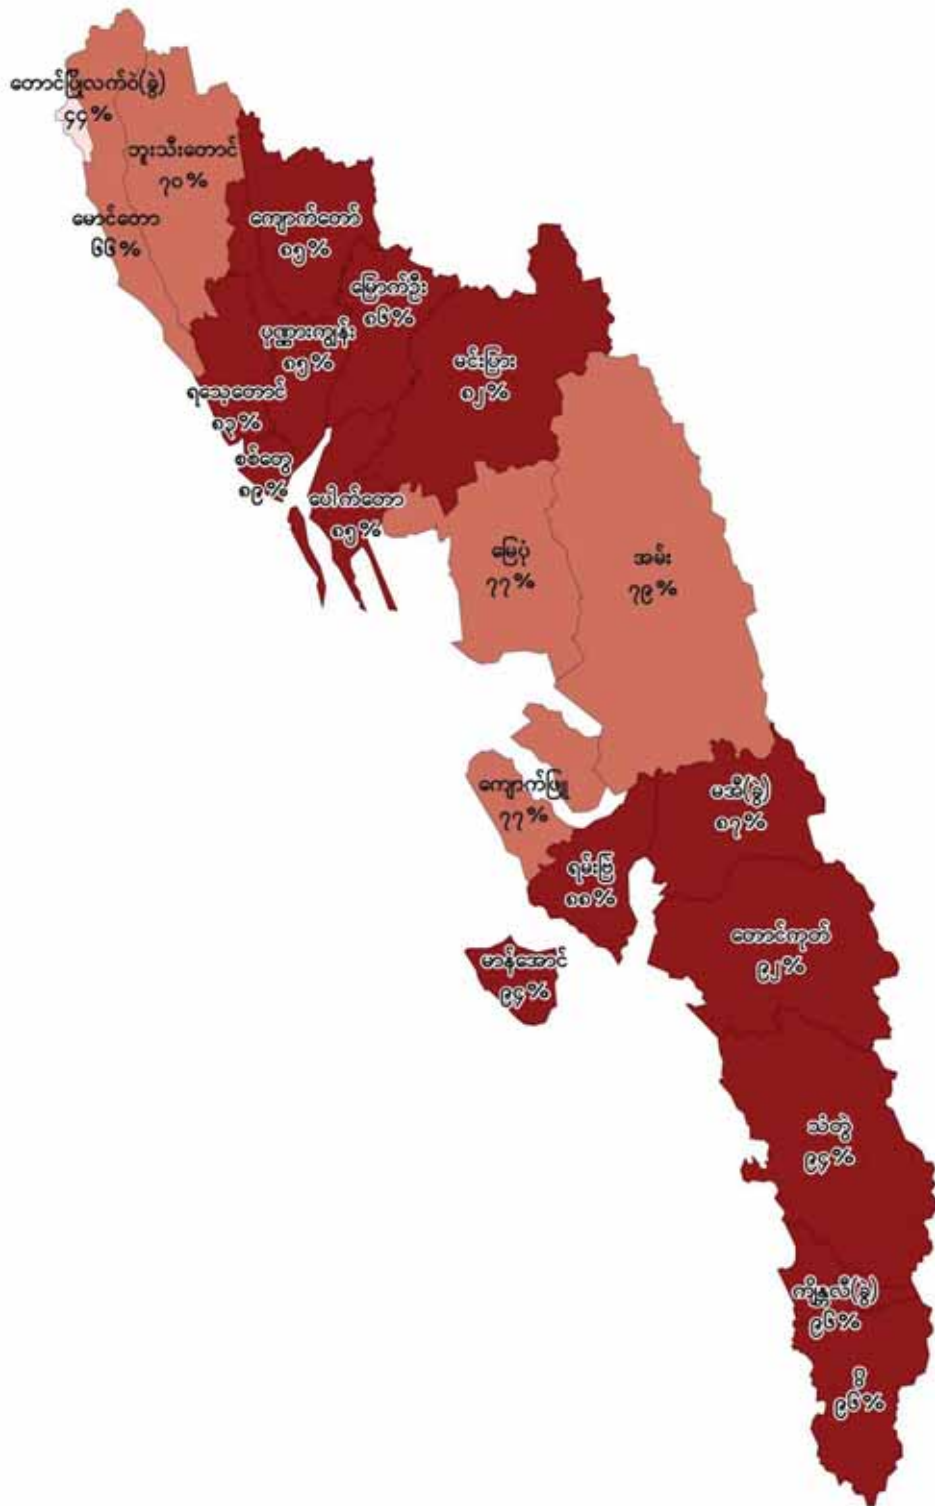 တောင်ပြိုလက်ဝဲ(ခွဲ)
၄၄%
ဘူးသီးတောင်
၇၀%
မောင်တော
၆၆%
ကျောက်တော်
၈၅%
မြောက်ဦး
၈၆%
ပုဏ္ဏားကျွန်း
၈၅%
မင်းပြား
၈၂%
ရသေ့တောင်
၈၃%
စစ်တွေ
၈၉%
ပေါက်တော
၈၅%
မြေပုံ
၇၇%
အမ်း
၇၉%
ကျောက်ဖြူ
၇၇%
မအီ(ခွဲ)
၈၇%
ရမ်းဗြဲ
၈၈%
တောင်ကုတ်
၉၂%
မာန်အောင်
၉၄%
သံတွဲ
၉၄%
ကျိန္တလီ(ခွဲ)
၉၆%
ဂွ
၉၆%